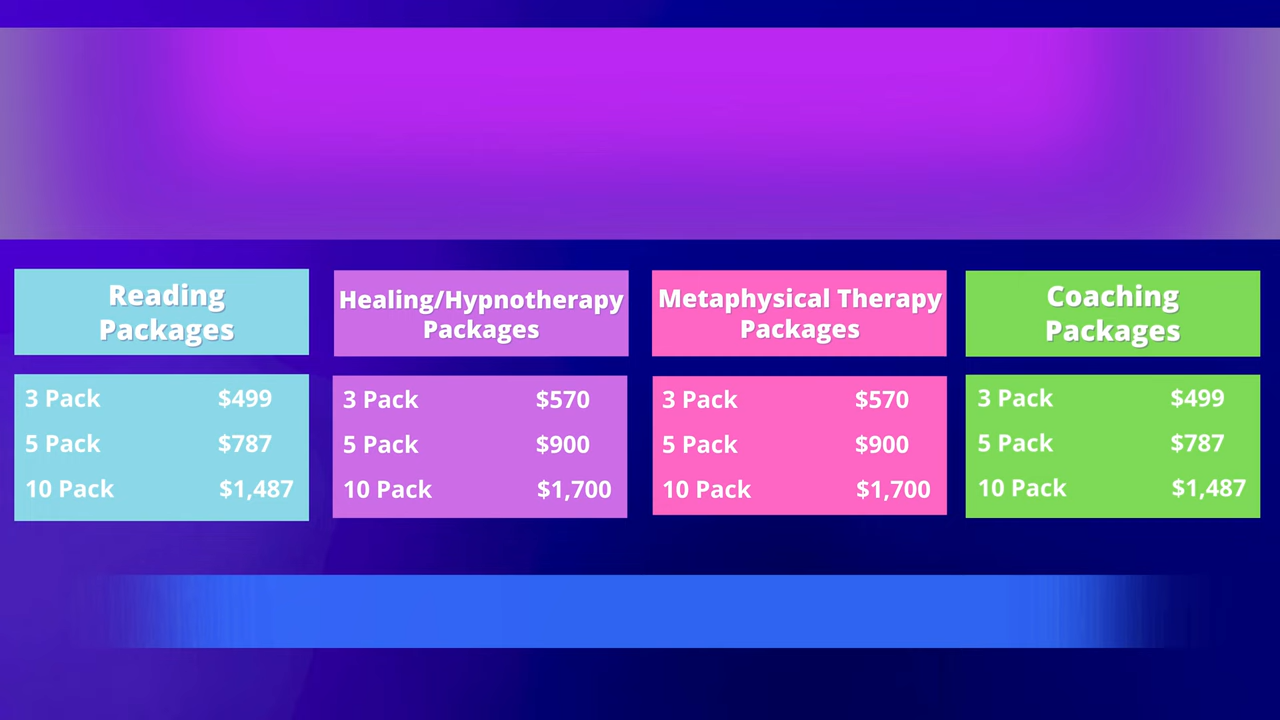 Reading
Packages
3 Pack $499
5 Pack $787
10 Pack $1,487
Healing/Hypnotherapy
Packages
3 Pack $570
5 Pack $900
10 Pack $1,700
Metaphysical Therapy
Packages
3 Pack $570
5 Pack $900
10 Pack $1,700
Coaching
Packages
3 Pack $499
5 Pack $787
10 Pack $1,487